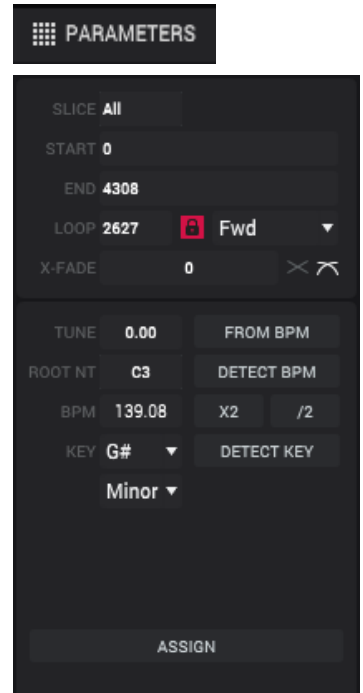 PARAMETERS
SLICE All
START 0
END 4308
LOOP 2627 Fwd
X-FADE 0
TUNE 0.00 FROM BPM
ROOT NT C3 DETECT BPM
BPM 139.08 X2 /2
KEY G# DETECT KEY
Minor
ASSIGN